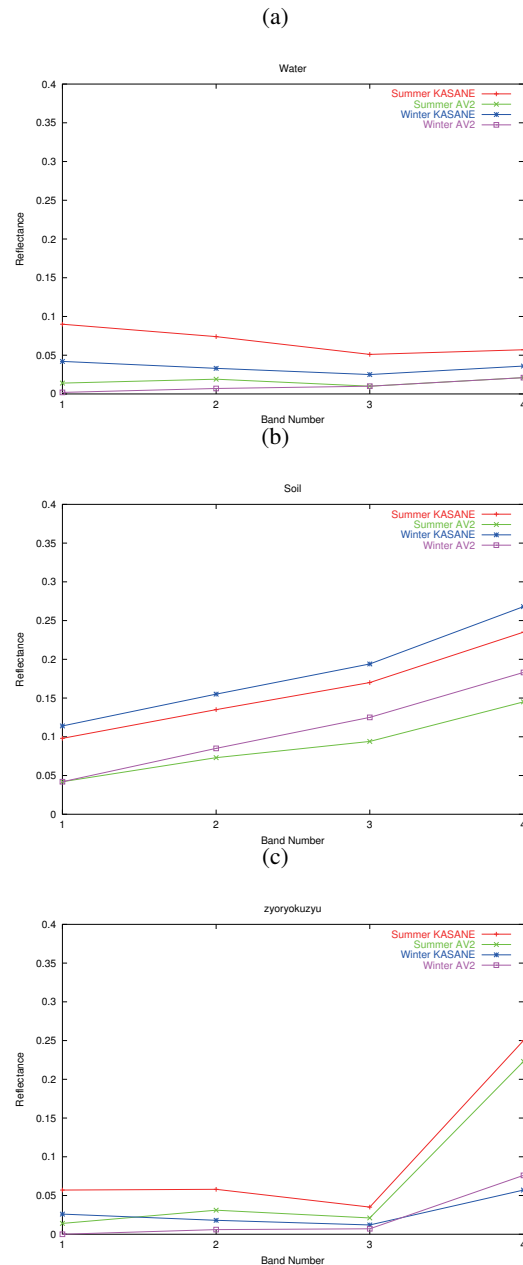 (a)
Water
Summer KASANE
Summer AV2
Winter KASANE
Winter AV2
0.4
0.35
0.3
0.25
0.2
0.15
0.1
0.05
0
Reflectance
1
2
3
4
Band Number
(b)
Soil
Summer KASANE
Summer AV2
Winter KASANE
Winter AV2
0.4
0.35
0.3
0.25
0.2
0.15
0.1
0.05
0
Reflectance
1
2
3
4
Band Number
(c)
zyoryokuzyu
Summer KASANE
Summer AV2
Winter KASANE
Winter AV2
0.4
0.35
0.3
0.25
0.2
0.15
0.1
0.05
0
Reflectance
1
2
3
4
Band Number